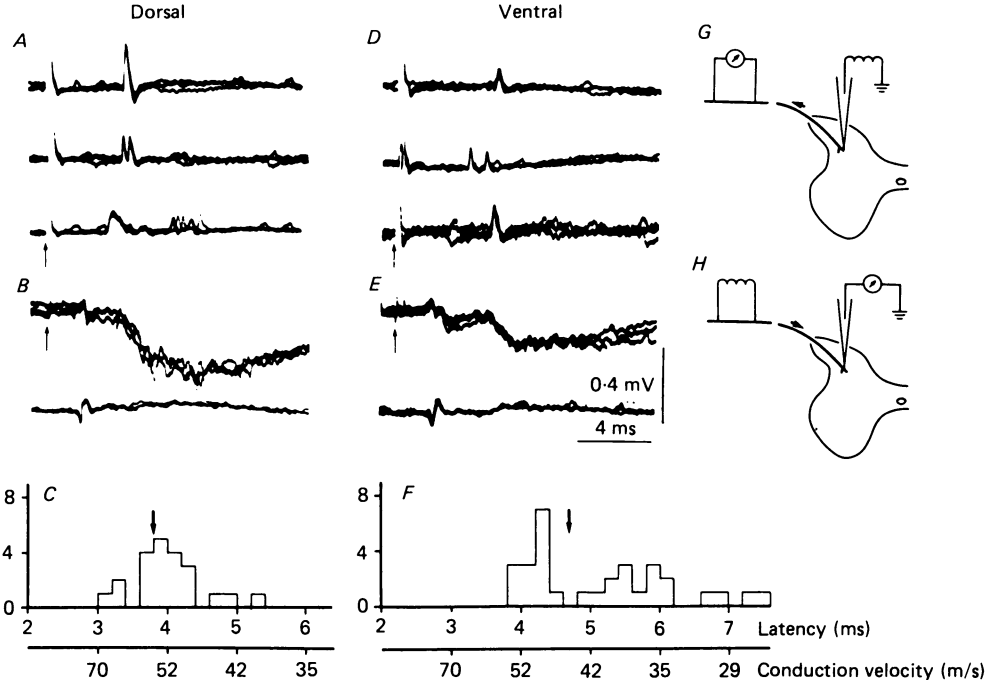 Dorsal
Ventral
A
D
G
B
E
H
0·4 mV
4 ms
C
F
8
4
0
2 3 4 5 6
8
4
0
2 3 4 5 6 7 Latency (ms)
70 52 42 35
70 52 42 35 29 Conduction velocity (m/s)